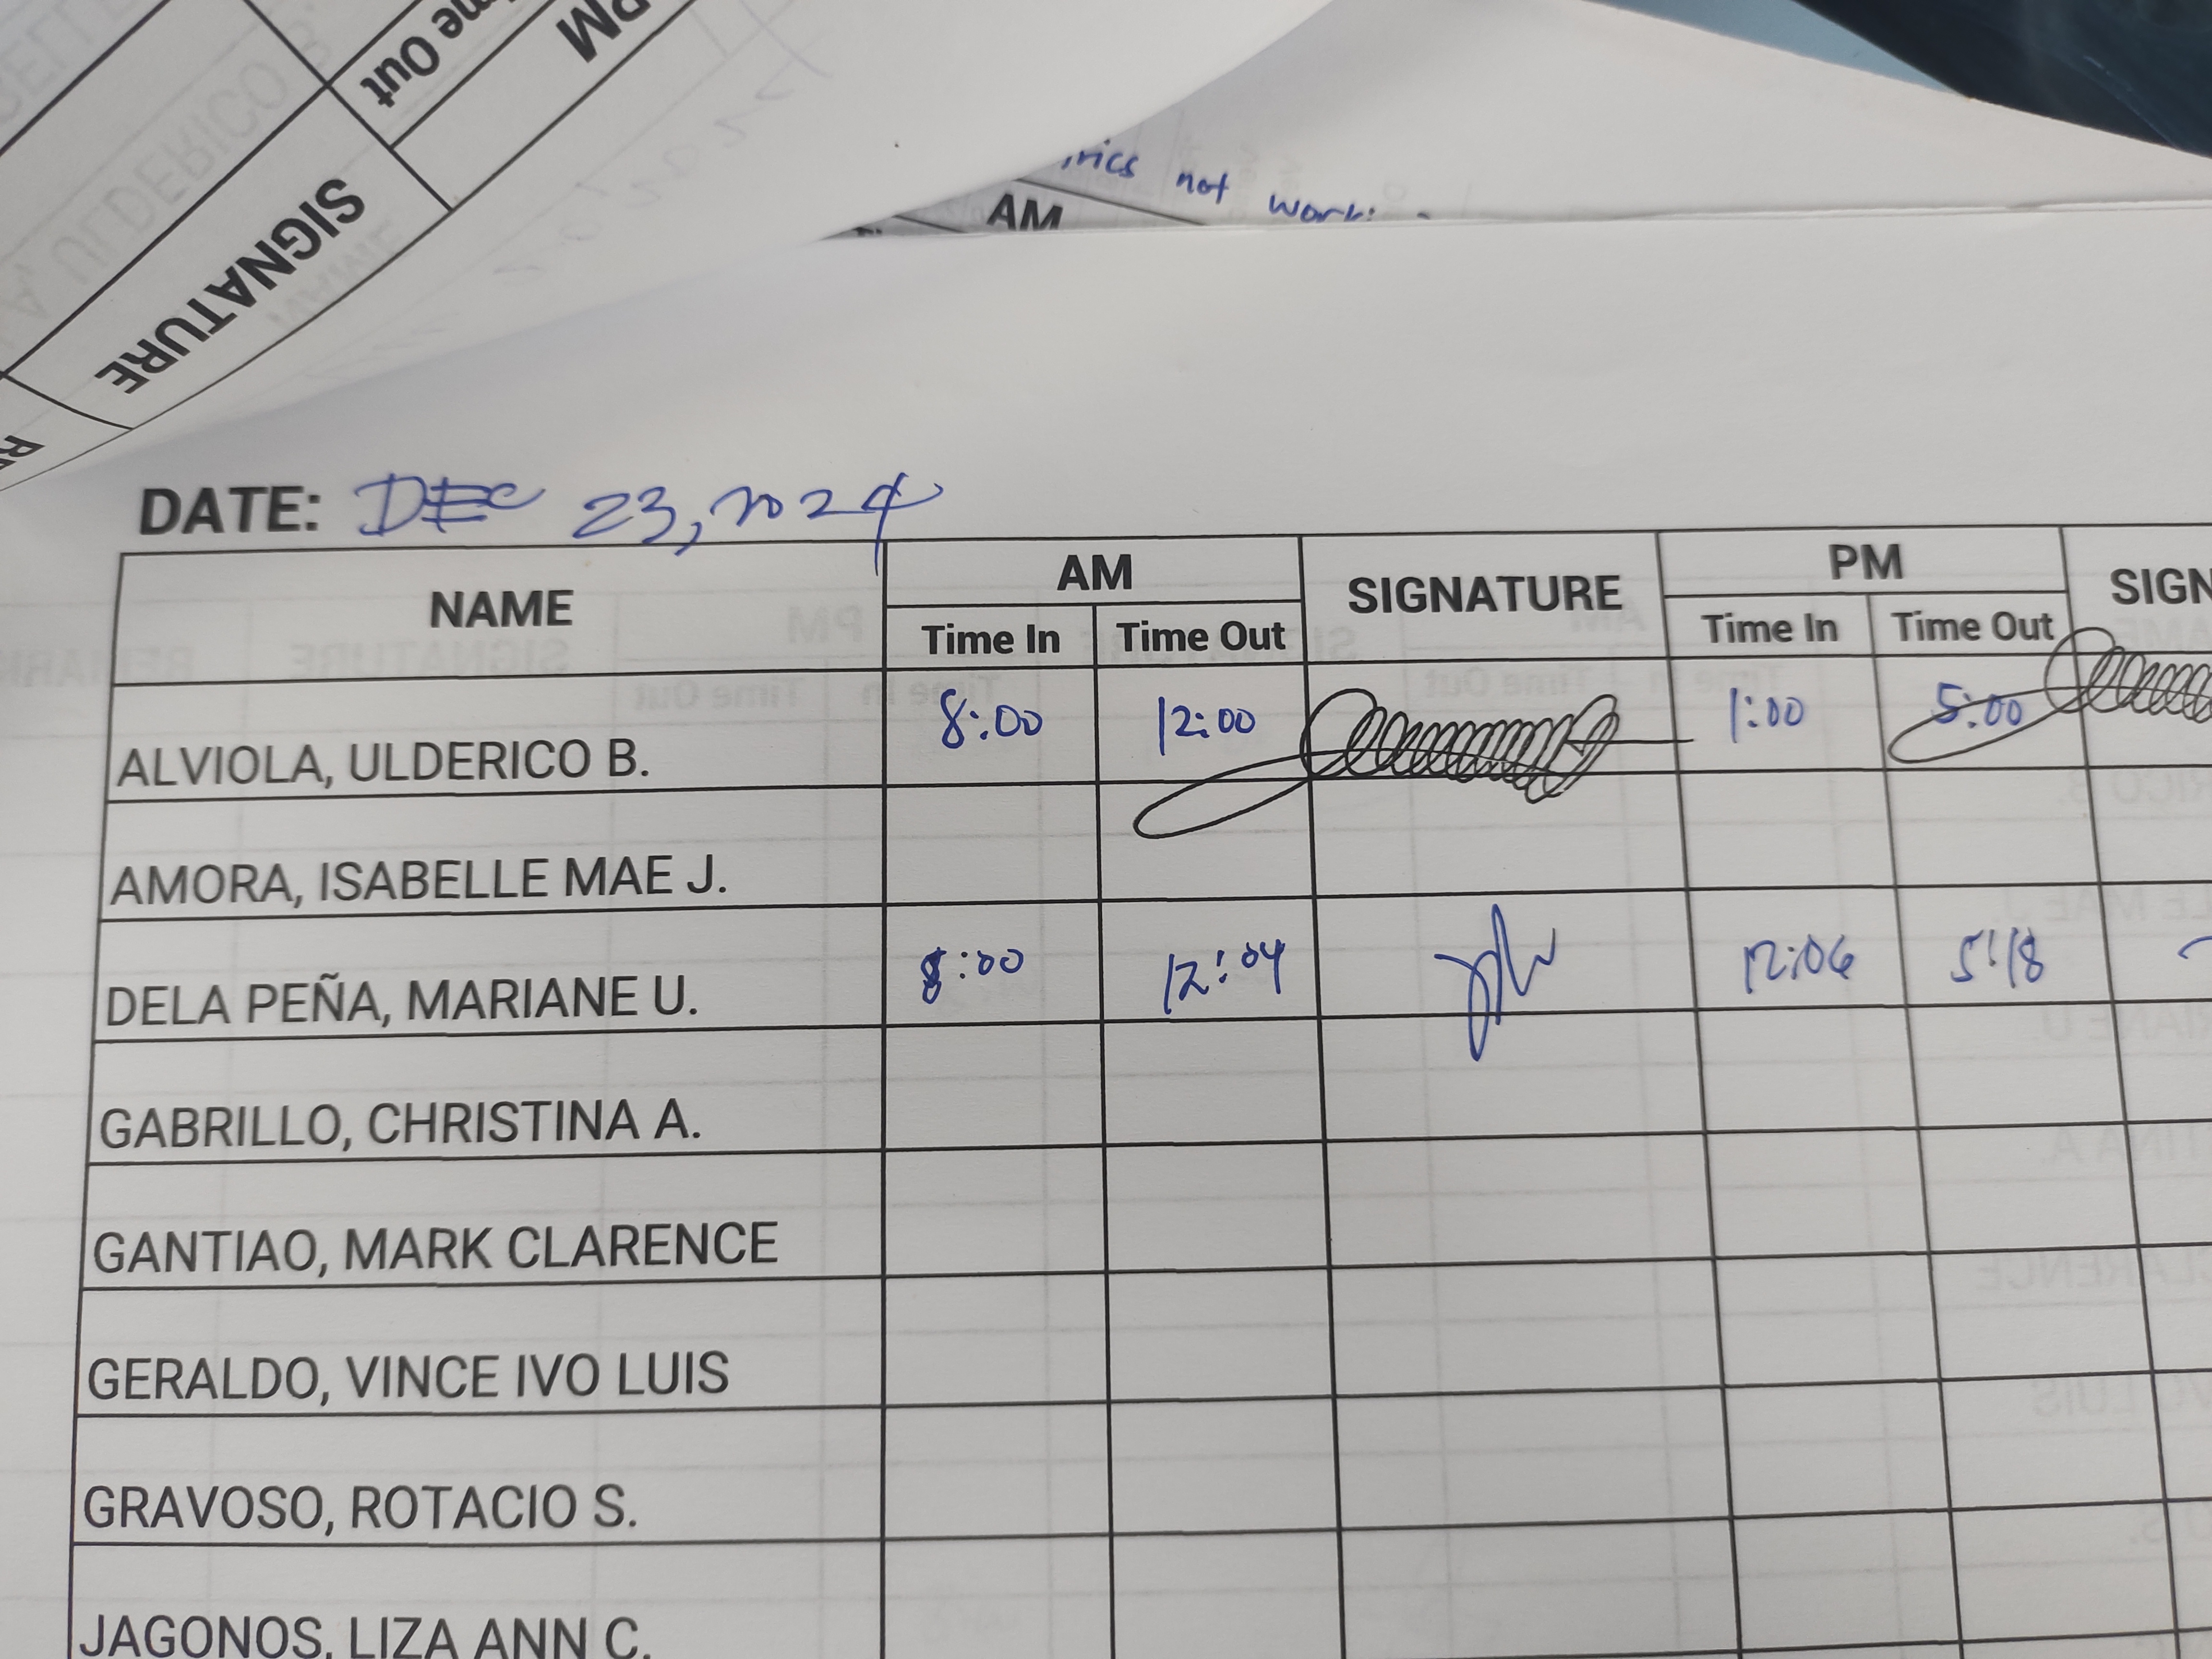 me Out
PM
SIGNATURE
not
AM
DATE: DEC 23, 2024
NAME AM SIGNATURE PM SIGN
Time In Time Out Time In Time Out
ALVIOLA, ULDERICO B. 8:00 12:00 1:00 5:00
AMORA, ISABELLE MAE J.
DELA PEÑA, MARIANE U. 8:00 12:04 12:06 5:18
GABRILLO, CHRISTINA A.
GANTIAO, MARK CLARENCE
GERALDO, VINCE IVO LUIS
GRAVOSO, ROTACIO S.
JAGONOS, LIZA ANN C.